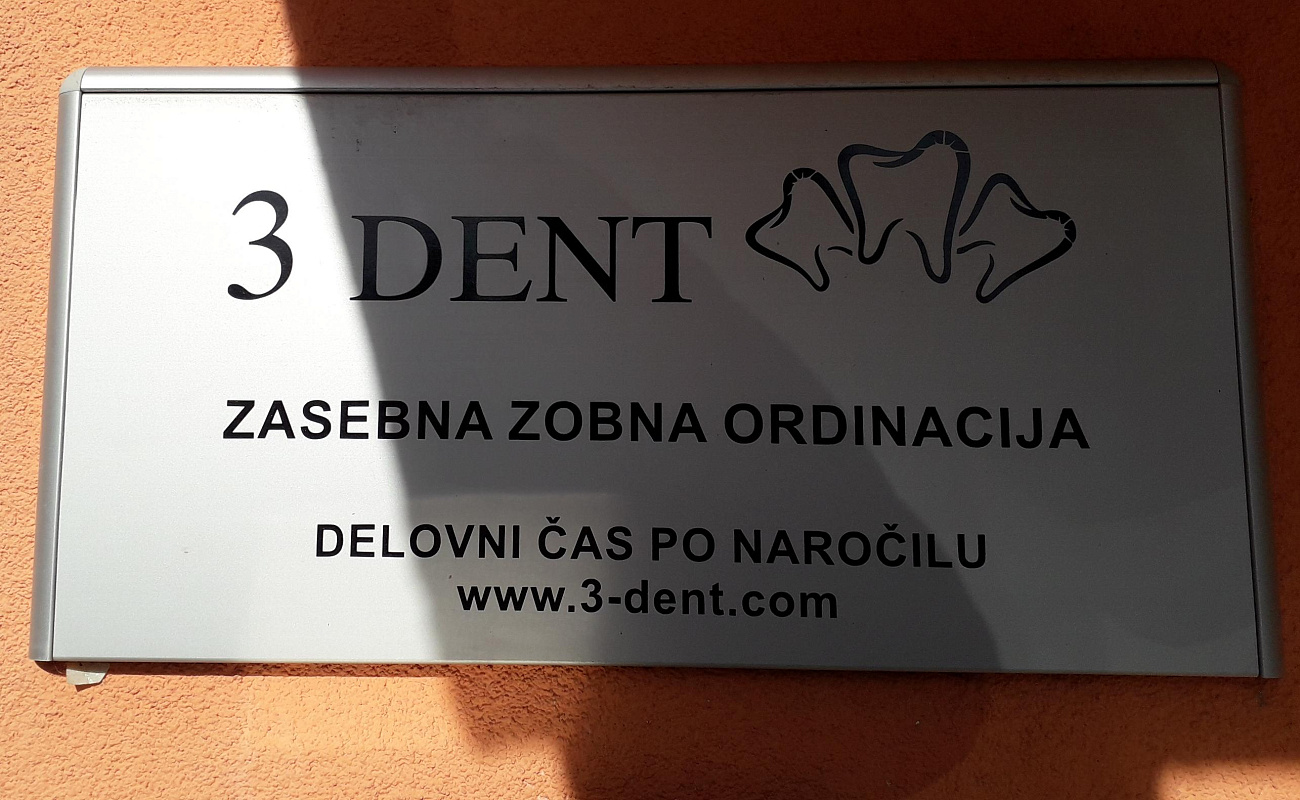 3 DENT
ZASEBNA ZOBNA ORDINACIJA
DELOVNI ČAS PO NAROČILU
www.3-dent.com